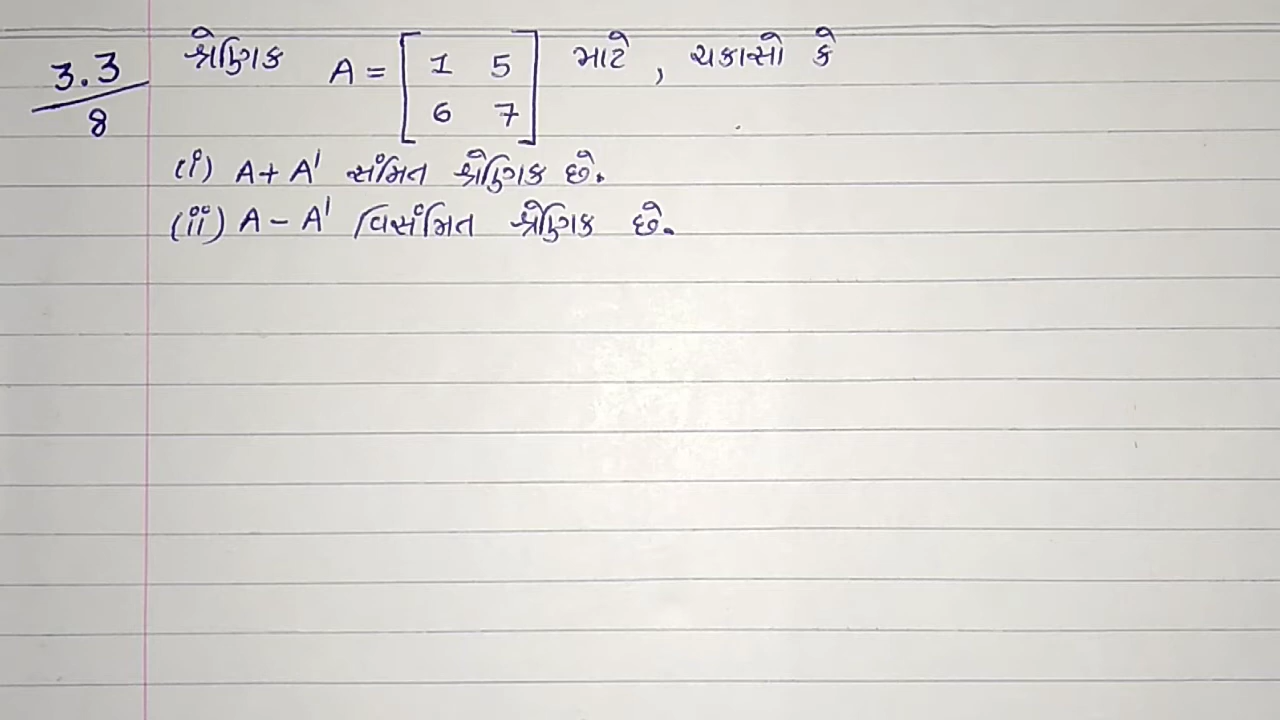 3.3/8 શ્રેણિક A = [1 5 માટે, ચકાસો કે
6 7]
(i) A + A' સંમિત શ્રેણિક છે.
(ii) A - A' વિસંમિત શ્રેણિક છે.